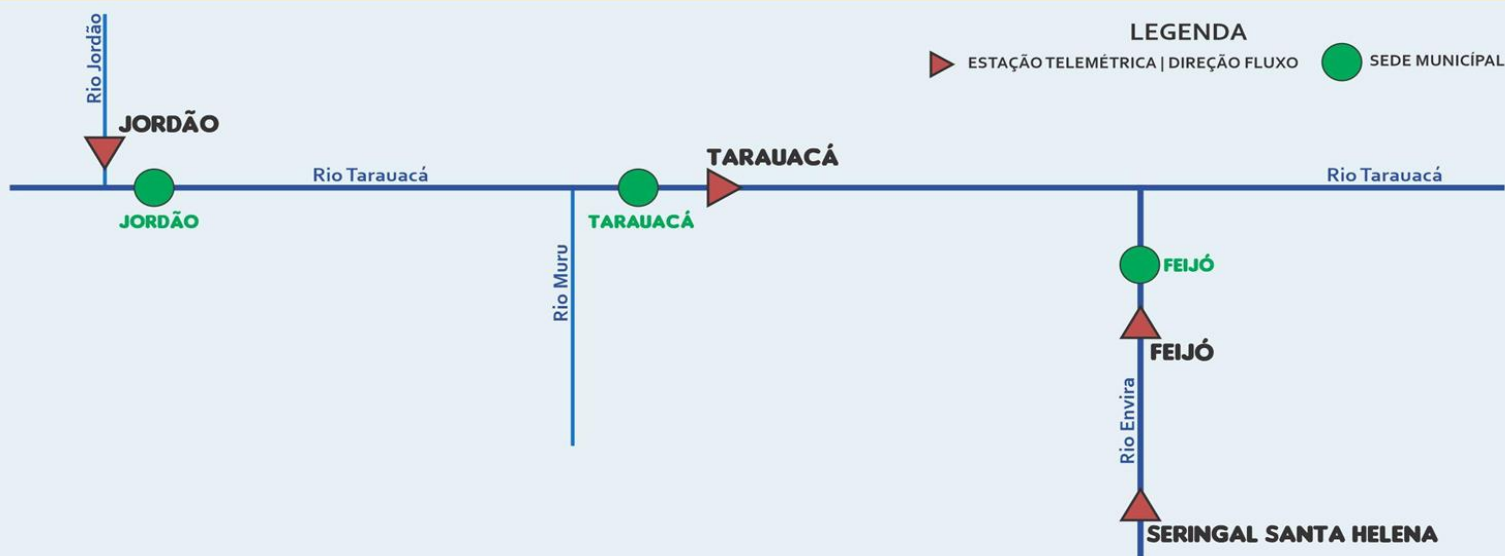 LEGENDA
ESTAÇÃO TELEMÉTRICA | DIREÇÃO FLUXO
SEDE MUNICÍPAL
Rio Jordão
JORDÃO
TARAUACÁ
Rio Tarauacá
Rio Tarauacá
JORDÃO
TARAUACÁ
Rio Muru
FEIJÓ
FEIJÓ
Rio Envira
SERINGAL SANTA HELENA